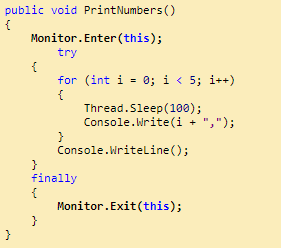 public void PrintNumbers()
{
    Monitor.Enter(this);
        try
    {
        for (int i = 0; i < 5; i++)
        {
            Thread.Sleep(100);
            Console.Write(i + ",");
        }
        Console.WriteLine();
    }
    finally
    {
        Monitor.Exit(this);
    }
}